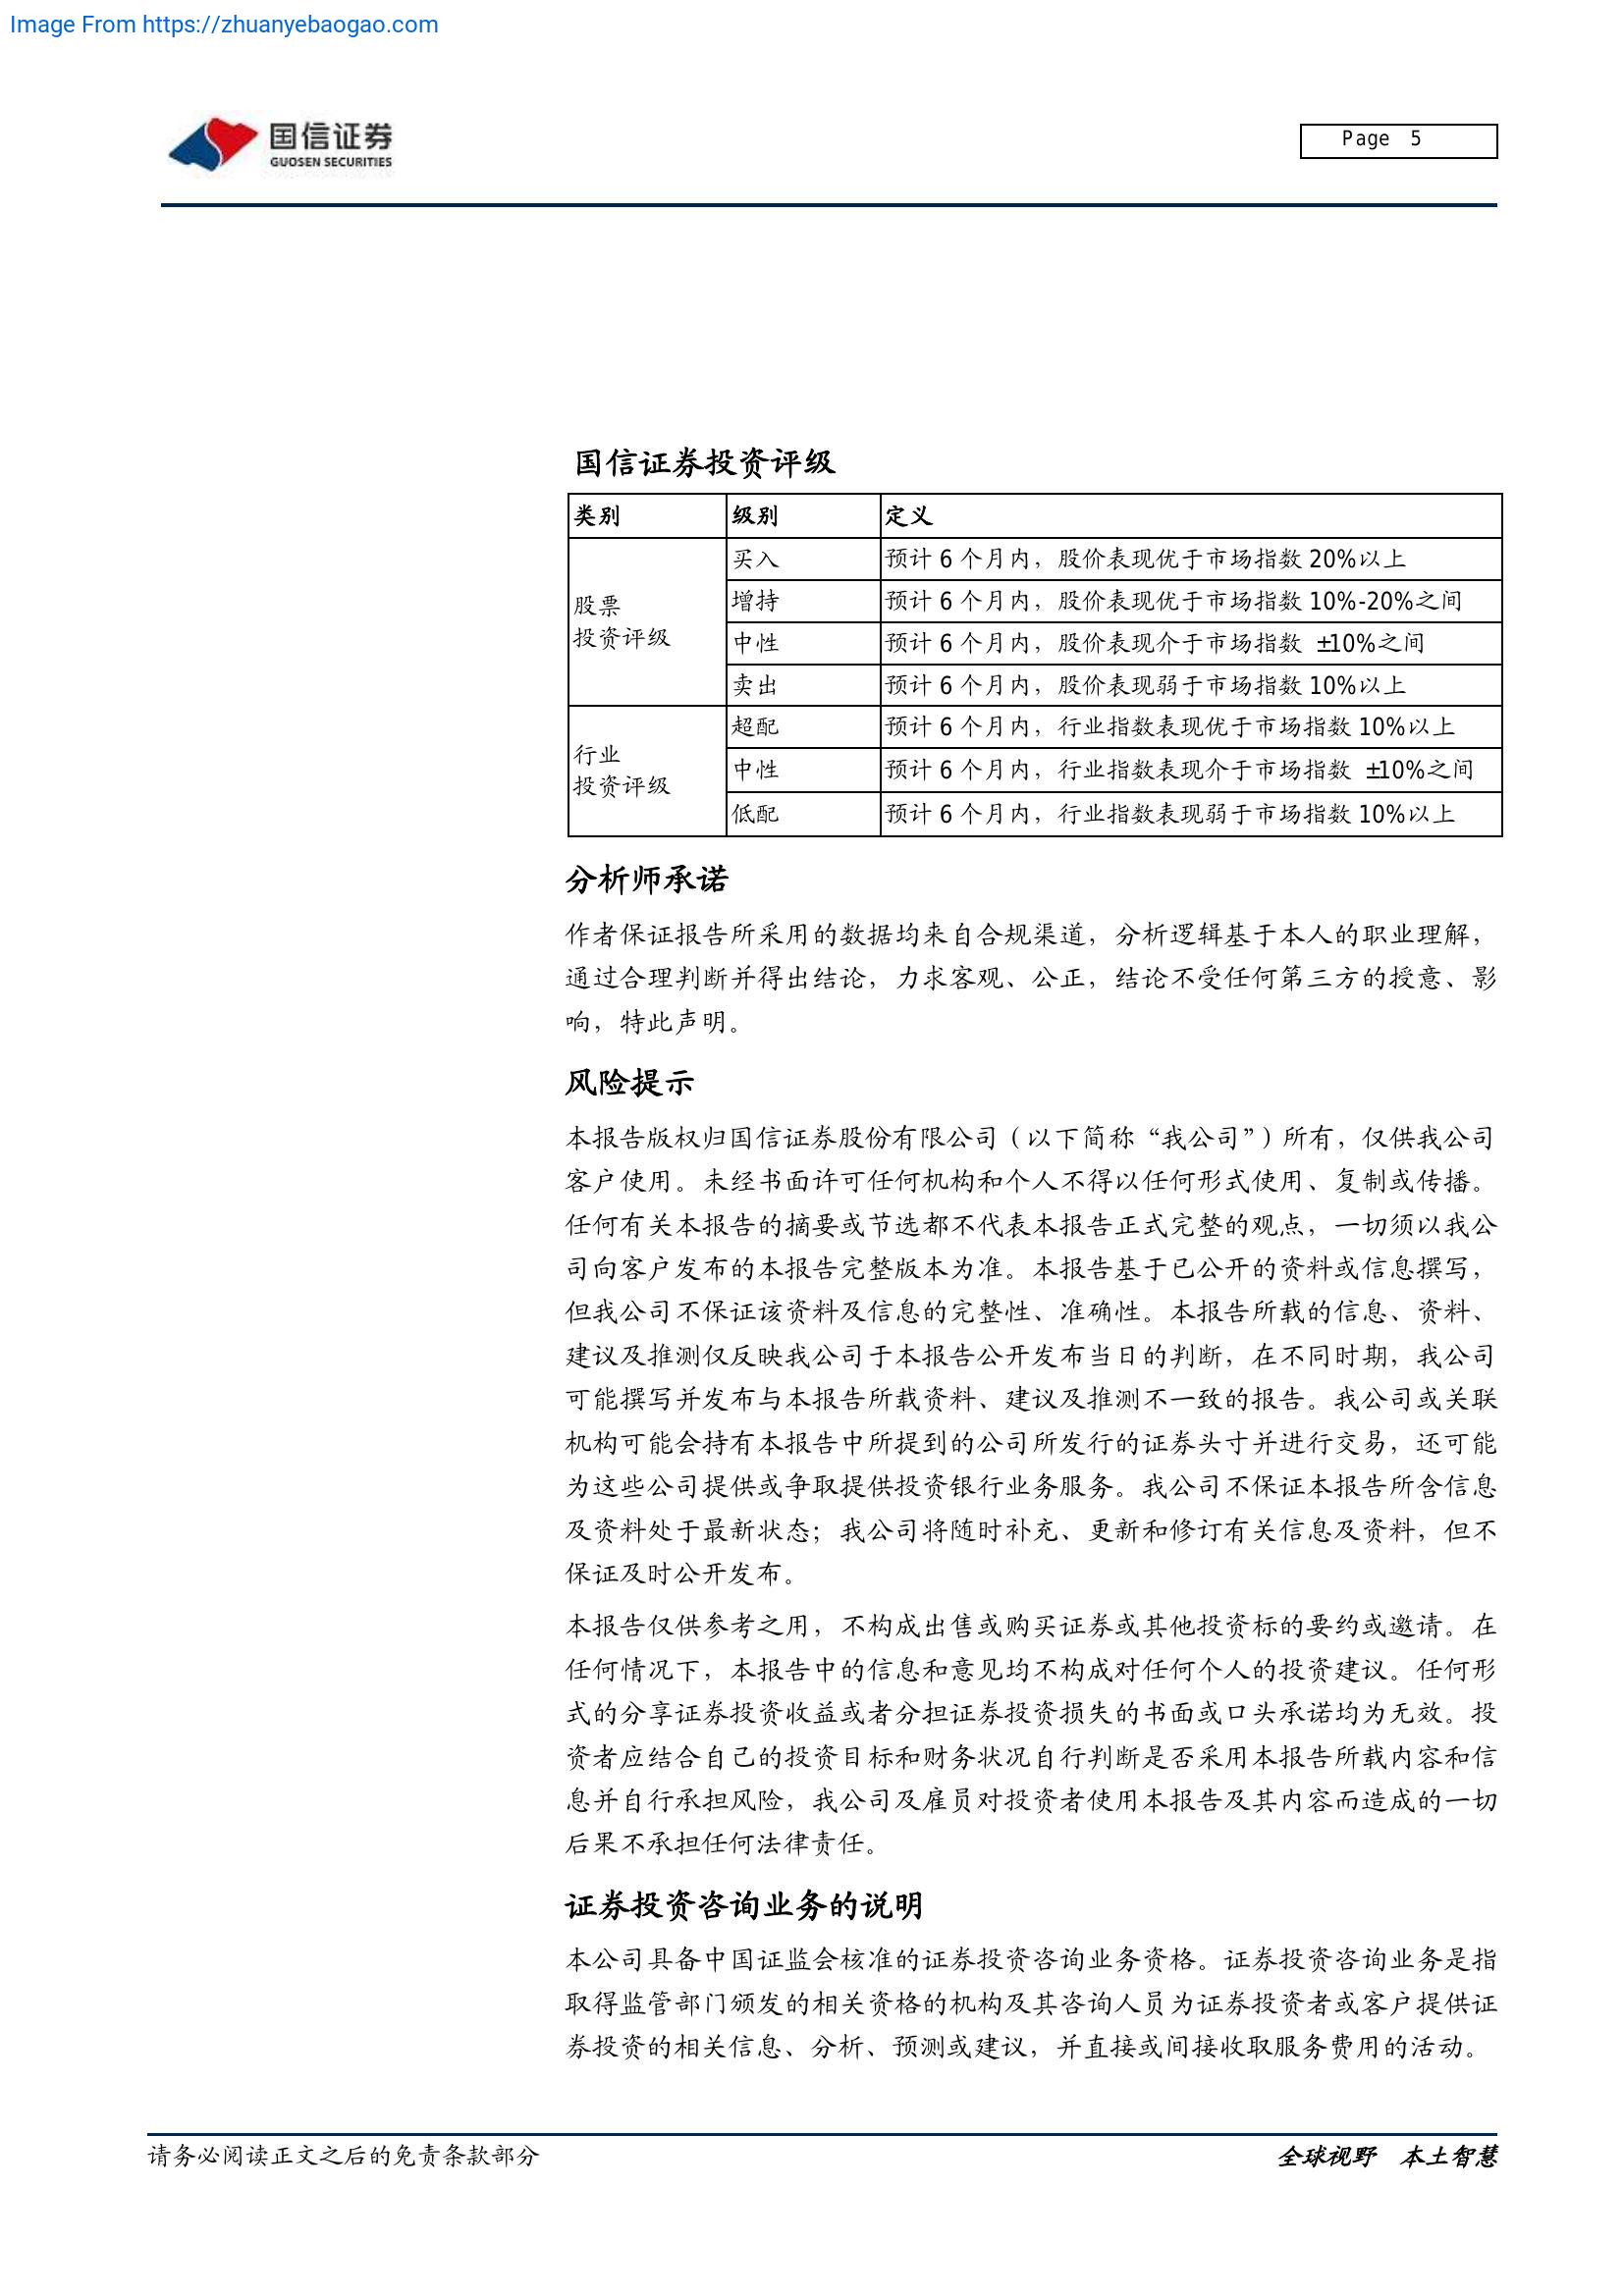 Image From https://zhuanyebaogao.com
国信证券
GUOSEN SECURITIES
Page 5
国信证券投资评级
类别 级别 定义
股票
投资评级
买入 预计 6 个月内，股价表现优于市场指数 20%以上
增持 预计 6 个月内，股价表现优于市场指数 10%-20%之间
中性 预计 6 个月内，股价表现介于市场指数 ±10%之间
卖出 预计 6 个月内，股价表现弱于市场指数 10%以上
行业
投资评级
超配 预计 6 个月内，行业指数表现优于市场指数 10%以上
中性 预计 6 个月内，行业指数表现介于市场指数 ±10%之间
低配 预计 6 个月内，行业指数表现弱于市场指数 10%以上
分析师承诺
作者保证报告所采用的数据均来自合规渠道，分析逻辑基于本人的职业理解，
通过合理判断并得出结论，力求客观、公正，结论不受任何第三方的授意、影
响，特此声明。
风险提示
本报告版权归国信证券股份有限公司（以下简称“我公司”）所有，仅供我公司
客户使用。未经书面许可任何机构和个人不得以任何形式使用、复制或传播。
任何有关本报告的摘要或节选都不代表本报告正式完整的观点，一切须以我公
司向客户发布的本报告完整版本为准。本报告基于已公开的资料或信息撰写，
但我公司不保证该资料及信息的完整性、准确性。本报告所载的信息、资料、
建议及推测仅反映我公司于本报告公开发布当日的判断，在不同时期，我公司
可能撰写并发布与本报告所载资料、建议及推测不一致的报告。我公司或关联
机构可能会持有本报告中所提到的公司所发行的证券头寸并进行交易，还可能
为这些公司提供或争取提供投资银行业务服务。我公司不保证本报告所含信息
及资料处于最新状态；我公司将随时补充、更新和修订有关信息及资料，但不
保证及时公开发布。
本报告仅供参考之用，不构成出售或购买证券或其他投资标的要约或邀请。在
任何情况下，本报告中的信息和意见均不构成对任何个人的投资建议。任何形
式的分享证券投资收益或者分担证券投资损失的书面或口头承诺均为无效。投
资者应结合自己的投资目标和财务状况自行判断是否采用本报告所载内容和信
息并自行承担风险，我公司及雇员对投资者使用本报告及其内容而造成的一切
后果不承担任何法律责任。
证券投资咨询业务的说明
本公司具备中国证监会核准的证券投资咨询业务资格。证券投资咨询业务是指
取得监管部门颁发的相关资格的机构及其咨询人员为证券投资者或客户提供证
券投资的相关信息、分析、预测或建议，并直接或间接收取服务费用的活动。
请务必阅读正文之后的免责条款部分 全球视野 本土智慧